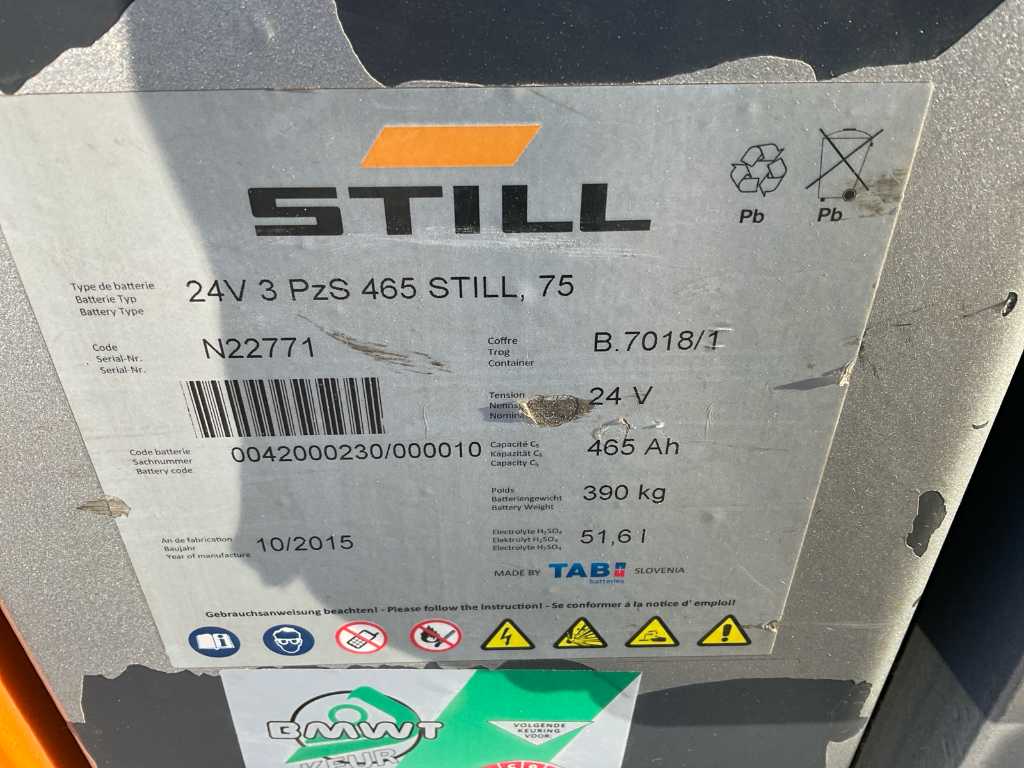 STILL
Pb
Pb
Type de batterie
Batterie Typ
Battery Type
24V 3 PzS 465 STILL, 75
Code
Serial-Nr.
Serial-Nr.
N22771
Coffre
Trog
Container
B.7018/1
Tension
24 V
Code batterie
Sachnummer
Battery code
0042000230/000010
Capacité C₅
Kapazität C₅
Capacity C₅
465 Ah
Poids
Batteriengewicht
Battery Weight
390 kg
An de fabrication
Baujahr
Year of manufacture
10/2015
Electrolyte H₂SO₄
Elektrolyt H₂SO₄
Electrolyte H₂SO₄
51,6 l
MADE BY TAB batteries SLOVENIA
Gebrauchsanweisung beachten! - Please follow the Instruction! - Se conformer à la notice d' emploi!
BMWT
KEUR
VOLGENDE
KEURING
VOOR: